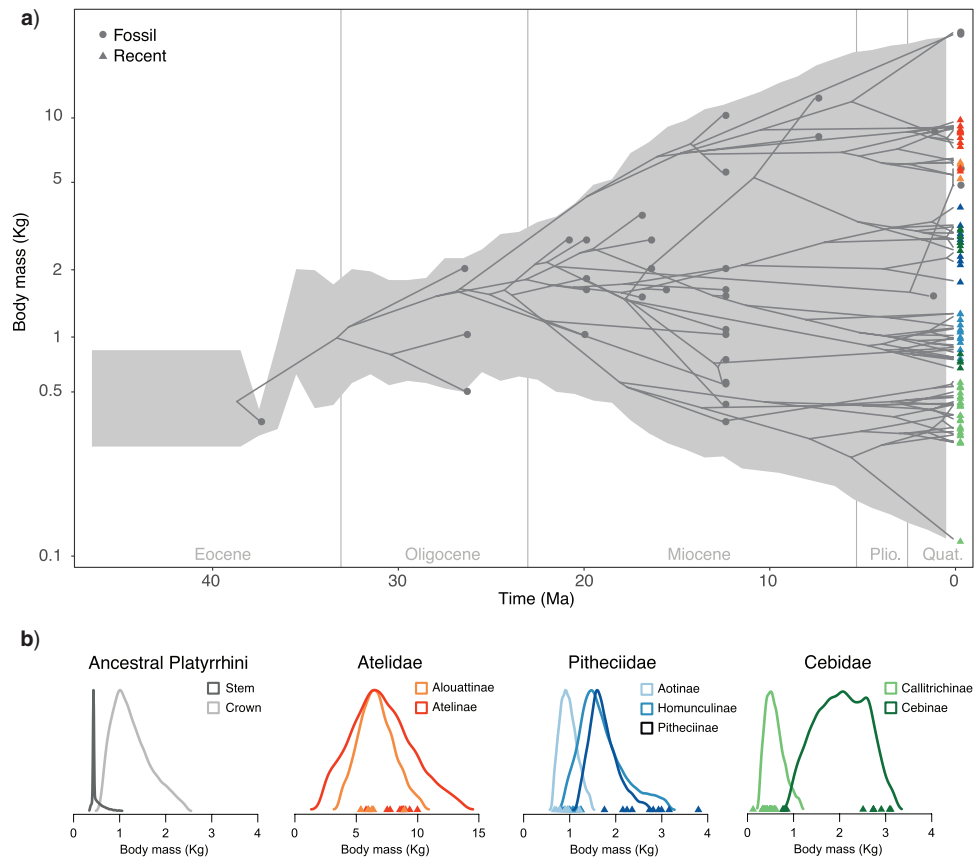 a)
Fossil
Recent
Body mass (Kg)
10
5
2
1
0.5
0.1
Eocene
Oligocene
Miocene
Plio.
Quat.
40
30
20
10
0
Time (Ma)
b)
Ancestral Platyrrhini
Stem
Crown
0 1 2 3 4
Body mass (Kg)
Atelidae
Alouattinae
Atelinae
0 5 10 15
Body mass (Kg)
Pitheciidae
Aotinae
Homunculinae
Pitheciinae
0 1 2 3 4
Body mass (Kg)
Cebidae
Callitrichinae
Cebinae
0 1 2 3 4
Body mass (Kg)